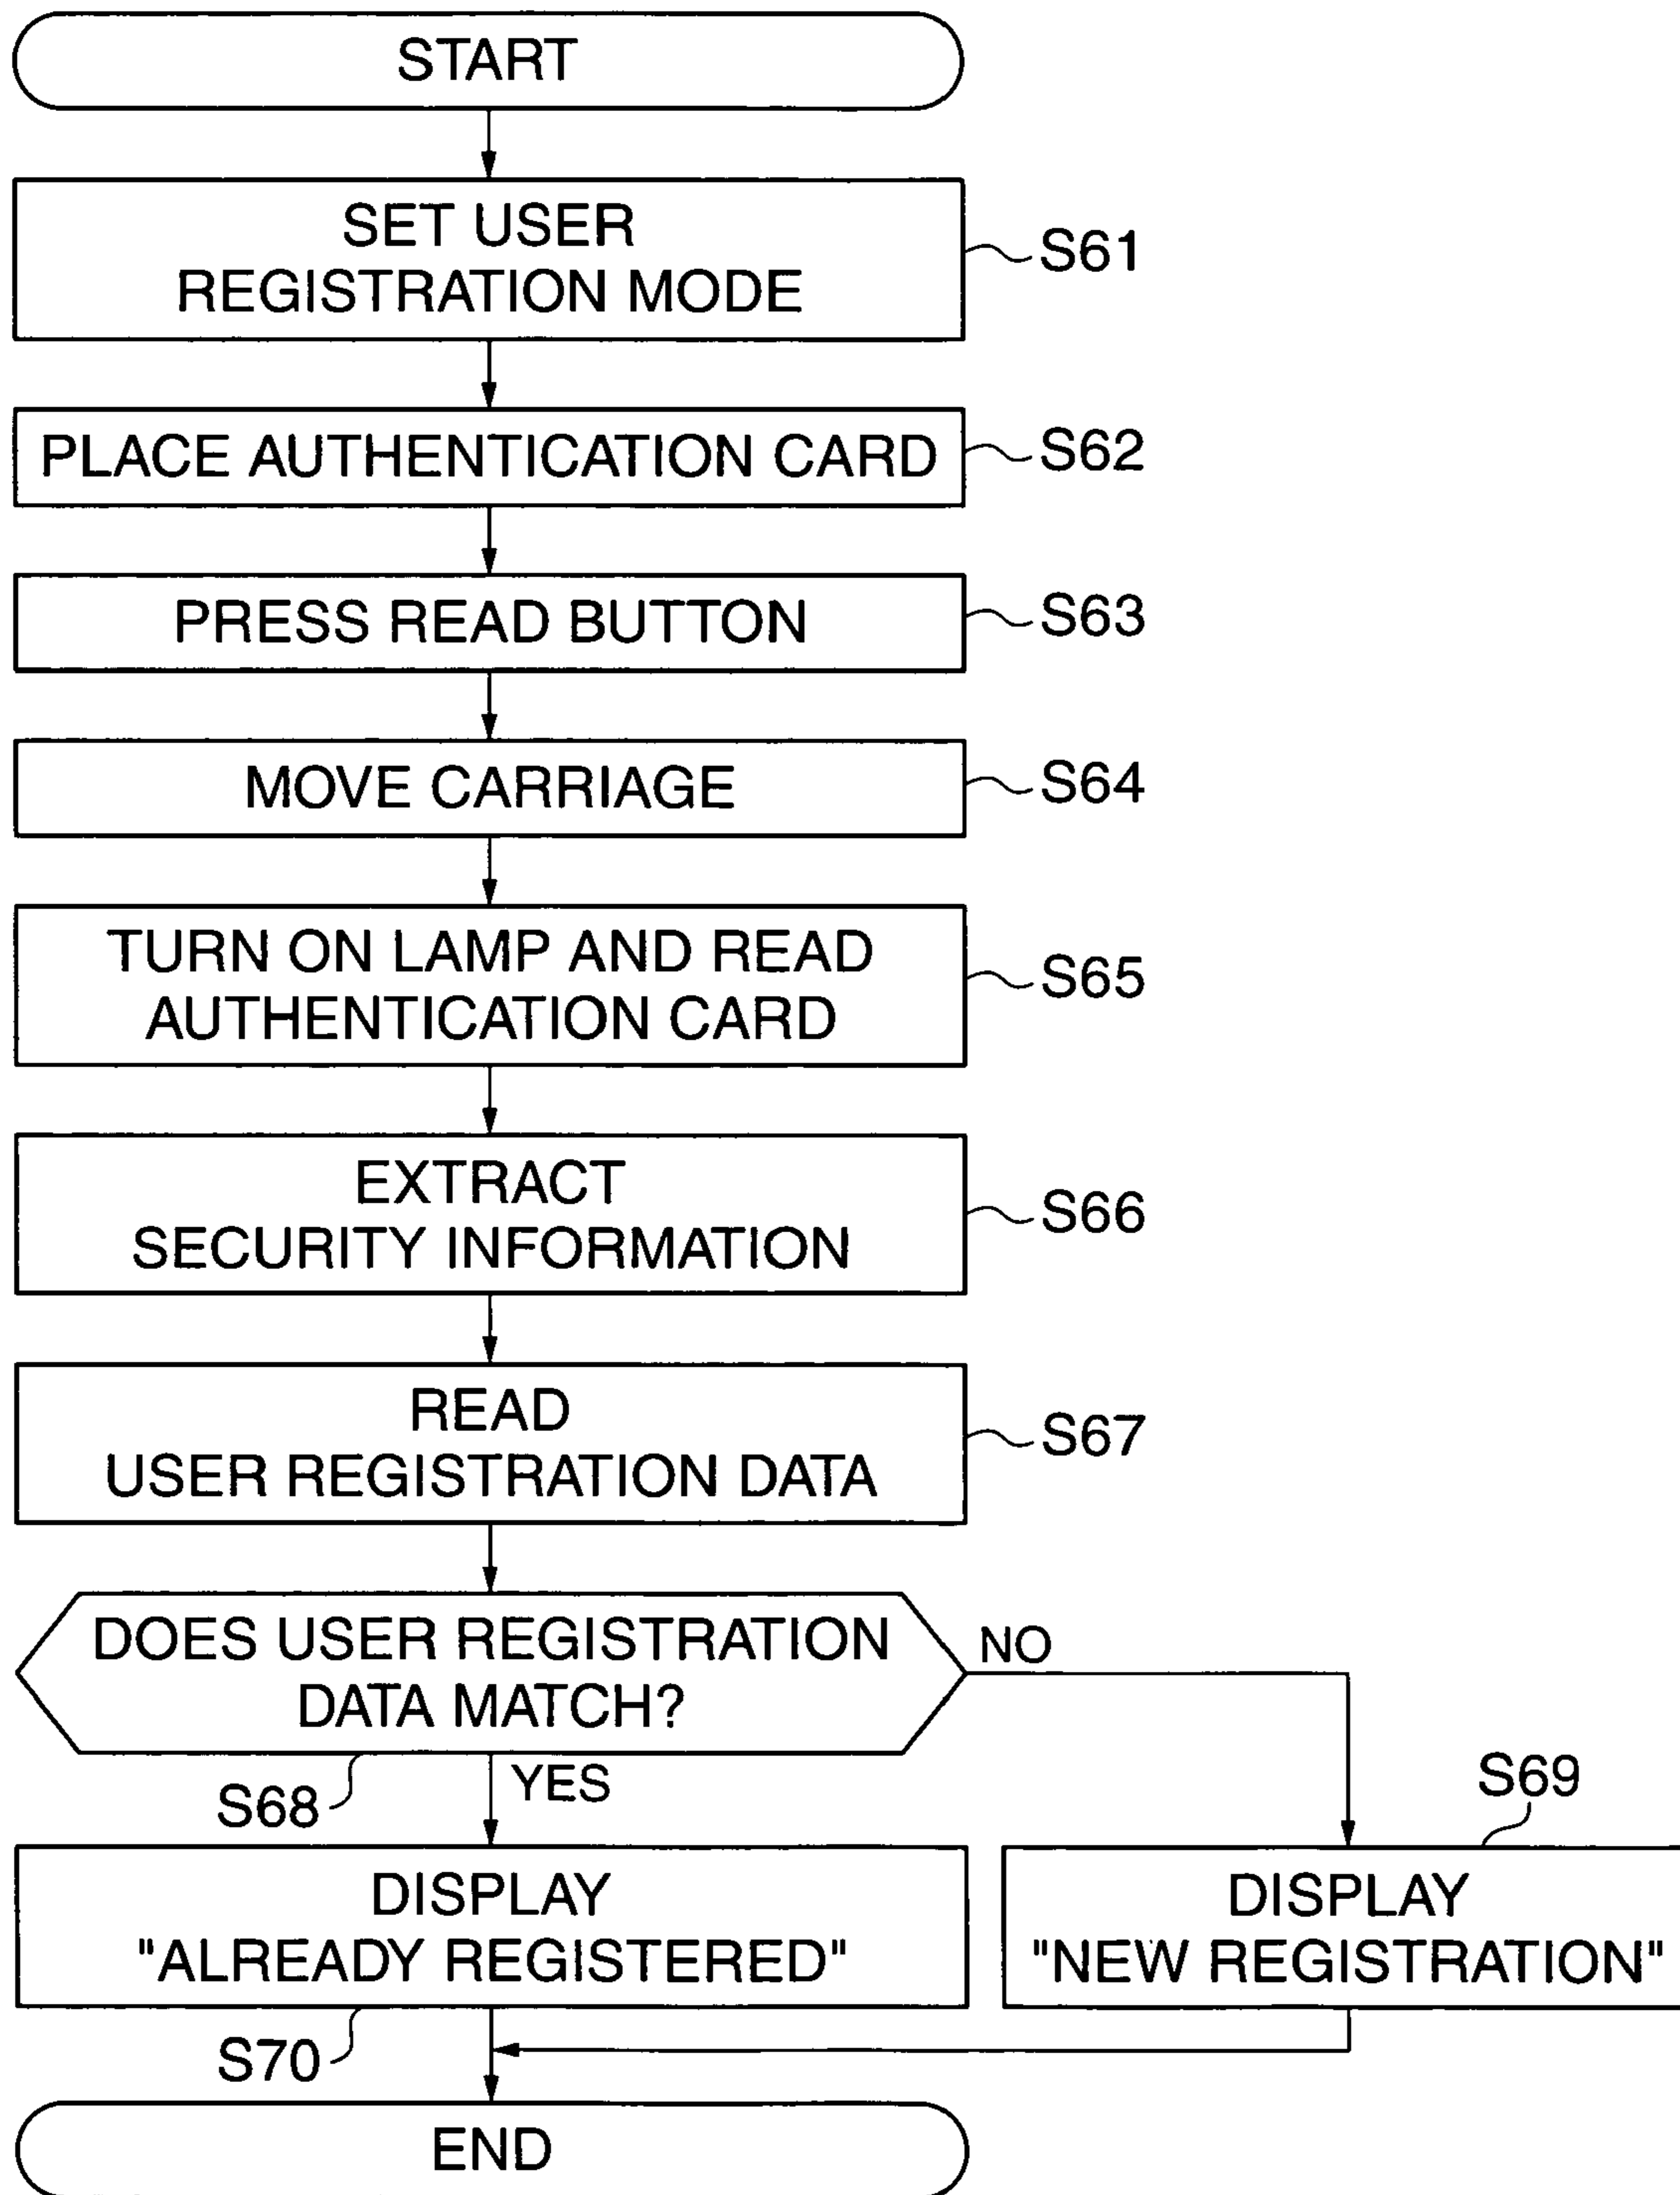 START
SET USER
REGISTRATION MODE
S61
PLACE AUTHENTICATION CARD
S62
PRESS READ BUTTON
S63
MOVE CARRIAGE
S64
TURN ON LAMP AND READ
AUTHENTICATION CARD
S65
EXTRACT
SECURITY INFORMATION
S66
READ
USER REGISTRATION DATA
S67
DOES USER REGISTRATION
DATA MATCH?
NO
S68
YES
S69
DISPLAY
"ALREADY REGISTERED"
DISPLAY
"NEW REGISTRATION"
S70
END